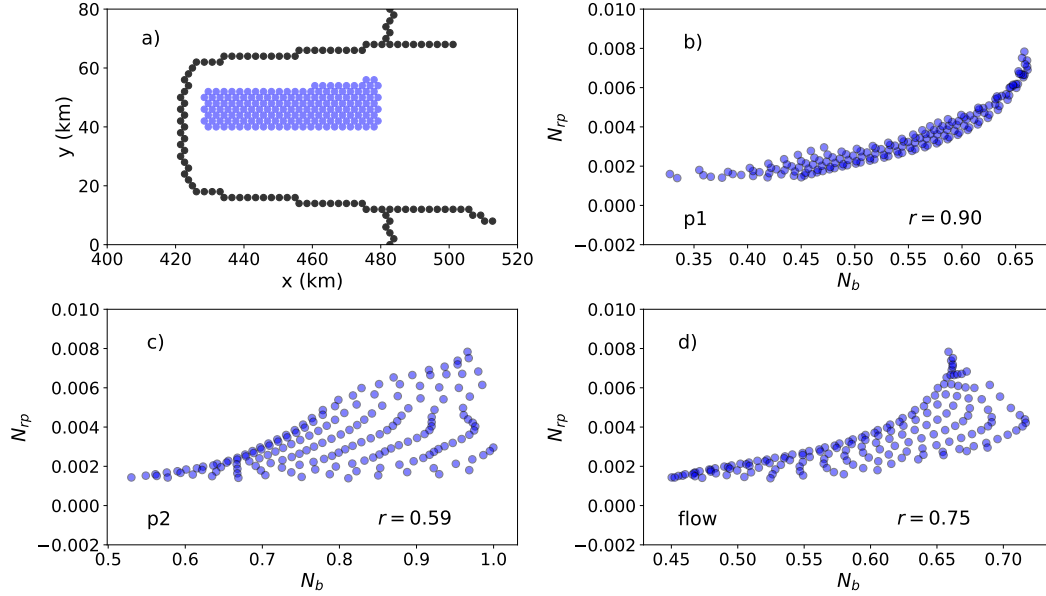 80
60
40
20
0
a)
y (km)
400 420 440 460 480 500 520
x (km)
0.010
0.008
0.006
0.004
0.002
0.000
−0.002
b)
N_rp
p1
r = 0.90
0.35 0.40 0.45 0.50 0.55 0.60 0.65
N_b
0.010
0.008
0.006
0.004
0.002
0.000
−0.002
c)
N_rp
p2
r = 0.59
0.5 0.6 0.7 0.8 0.9 1.0
N_b
0.010
0.008
0.006
0.004
0.002
0.000
−0.002
d)
N_rp
flow
r = 0.75
0.45 0.50 0.55 0.60 0.65 0.70
N_b